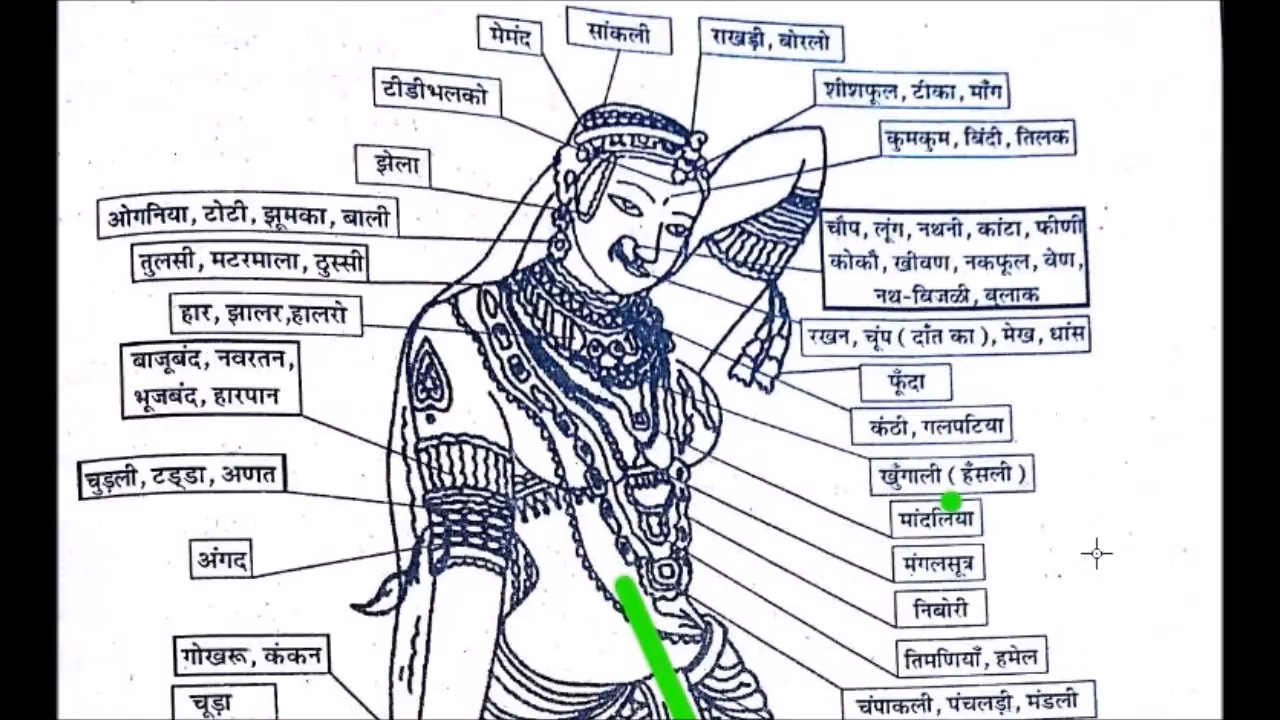 मेमंद
सांकली
राखड़ी, बोरलो
टीडीभलको
शीशफूल, टीका, माँग
कुमकुम, बिंदी, तिलक
झेला
ओगनिया, टोटी, झूमका, बाली
चौप, लूंग, नथनी, कांटा, फीणी
कोकौ, खींवण, नकफूल, वेण,
नथ-बिजळी, बुलाक
तुलसी, मटरमाला, ठुस्सी
हार, झालर,हालरो
रखन, चूंप ( दाँत का ), मेख, धांस
बाजूबंद, नवरतन,
भूजबंद, हारपान
फूँदा
कंठी, गलपटिया
चुड़ली, टड्डा, अणत
खुँगाली ( हँसली )
मांदलिया
अंगद
मंगलसूत्र
निबोरी
गोखरू, कंकन
तिमणियाँ, हमेल
चूड़ा
चंपाकली, पंचलड़ी, मंडली